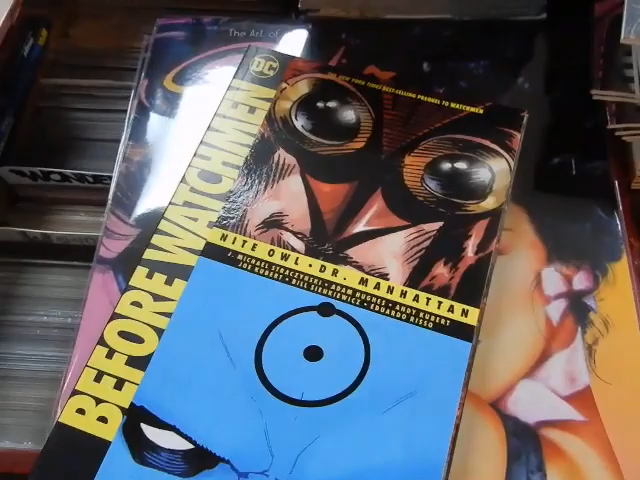 The Art of
DC
THE NEW YORK TIMES BEST-SELLING PREQUEL TO WATCHMEN
BEFORE WATCHMEN
NITE OWL · DR. MANHATTAN
J. MICHAEL STRACZYNSKI · ADAM HUGHES · ANDY KUBERT
JOE KUBERT · BILL SIENKIEWICZ · EDUARDO RISSO